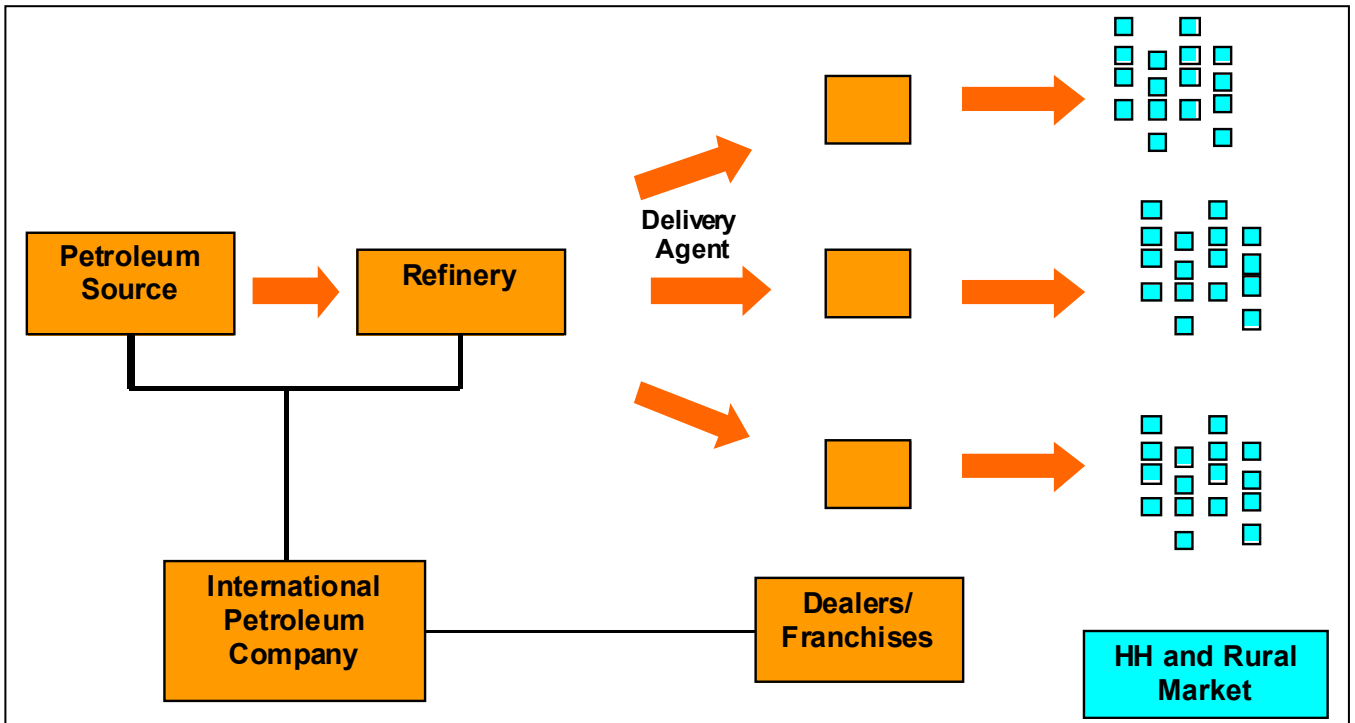 Delivery
Agent
Petroleum
Source
Refinery
International
Petroleum
Company
Dealers/
Franchises
HH and Rural
Market